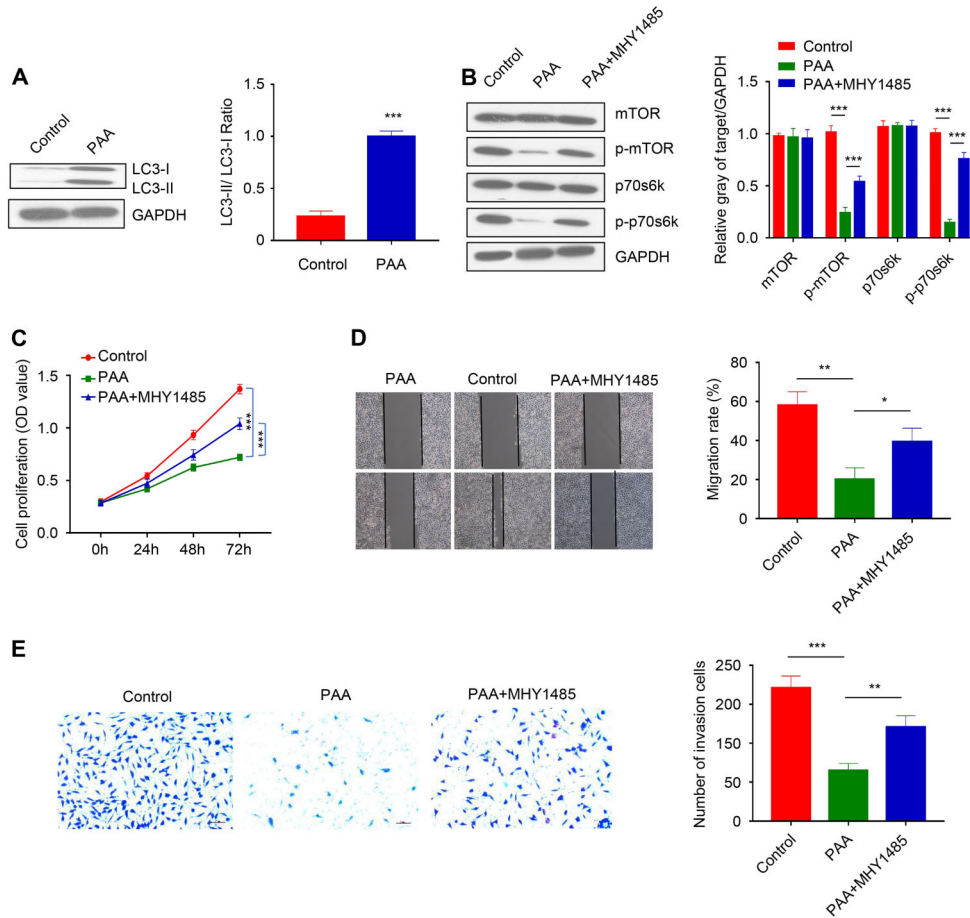 A
Control
PAA
LC3-I
LC3-II
GAPDH
LC3-II/ LC3-I Ratio
1.5
1.0
0.5
0
***
Control
PAA
B
Control
PAA
PAA+MHY1485
mTOR
p-mTOR
p70s6k
p-p70s6k
GAPDH
Relative gray of target/GAPDH
1.5
1.0
0.5
0.0
Control
PAA
PAA+MHY1485
***
***
***
***
mTOR
p-mTOR
p70s6k
p-p70s6k
C
Cell proliferation (OD value)
1.5
1.0
0.5
0.0
Control
PAA
PAA+MHY1485
***
***
0h
24h
48h
72h
D
PAA
Control
PAA+MHY1485
Migration rate (%)
80
60
40
20
0
**
*
Control
PAA
PAA+MHY1485
E
Control
PAA
PAA+MHY1485
Number of invasion cells
250
200
150
50
0
***
**
Control
PAA
PAA+MHY1485